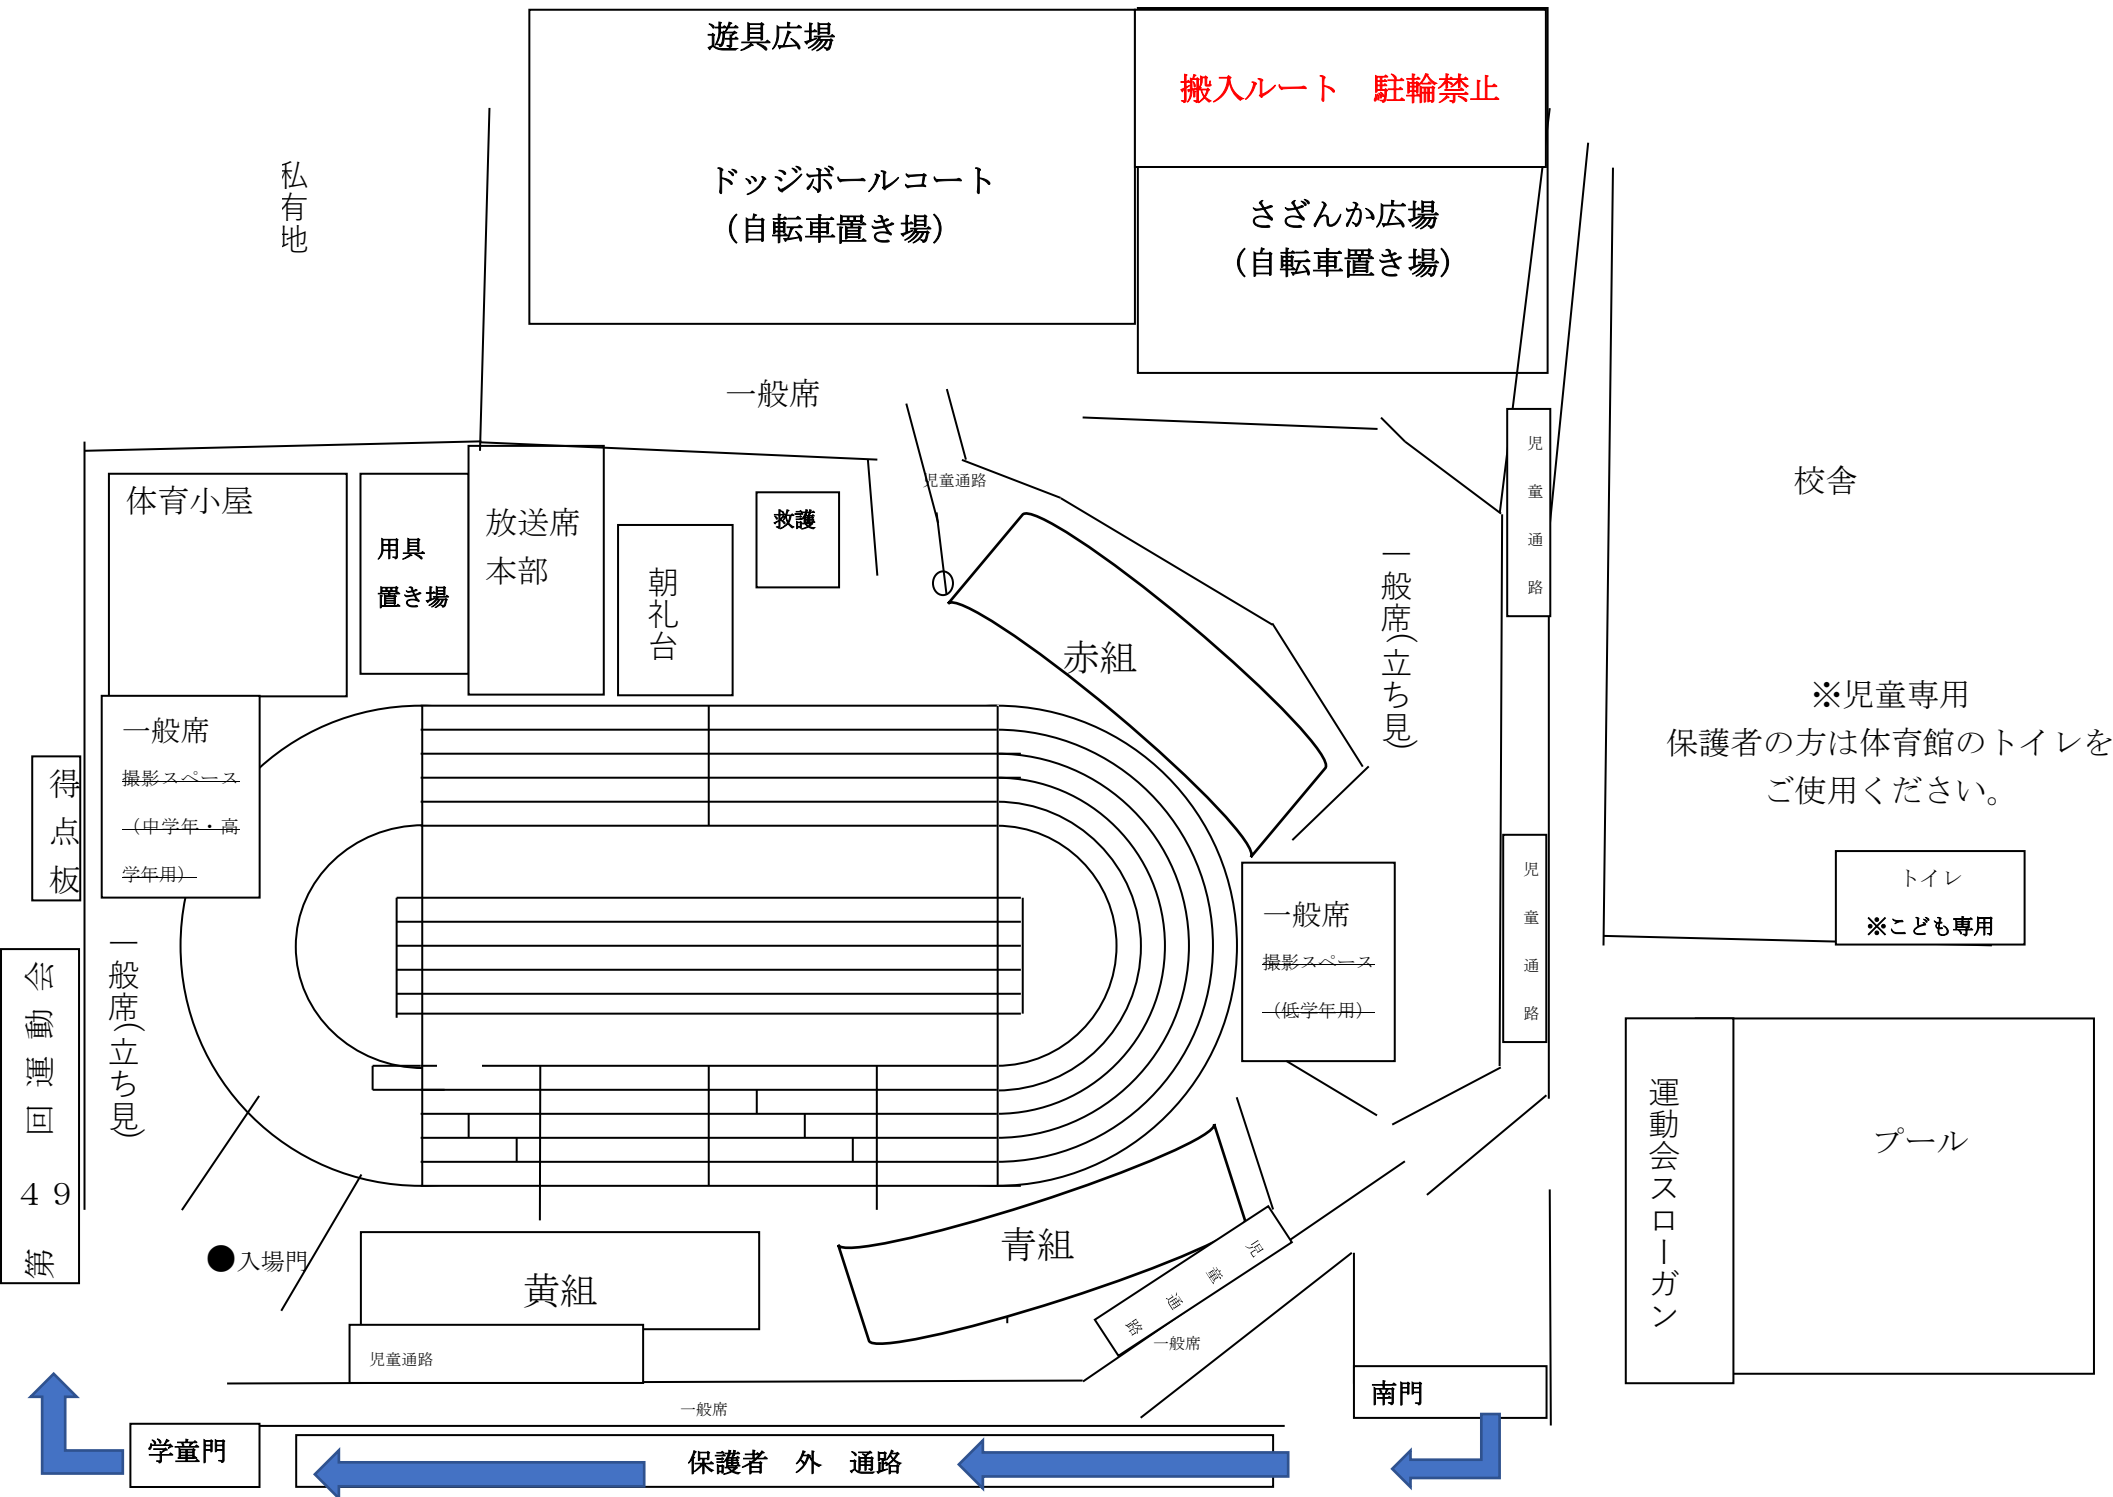 遊具広場
搬入ルート　駐輪禁止
私有地
ドッジボールコート
（自転車置き場）
さざんか広場
（自転車置き場）
一般席
児童通路
児童通路
校舎
体育小屋
用具
置き場
放送席
本部
朝礼台
救護
赤組
一般席（立ち見）
※児童専用
保護者の方は体育館のトイレを
ご使用ください。
一般席
撮影スペース
（中学年・高
学年用）
得点板
一般席
撮影スペース
（低学年用）
児童通路
トイレ
※こども専用
第４９回運動会
一般席（立ち見）
運動会スローガン
プール
入場門
黄組
青組
児童通路
児童通路
一般席
南門
一般席
学童門
保護者　外　通路